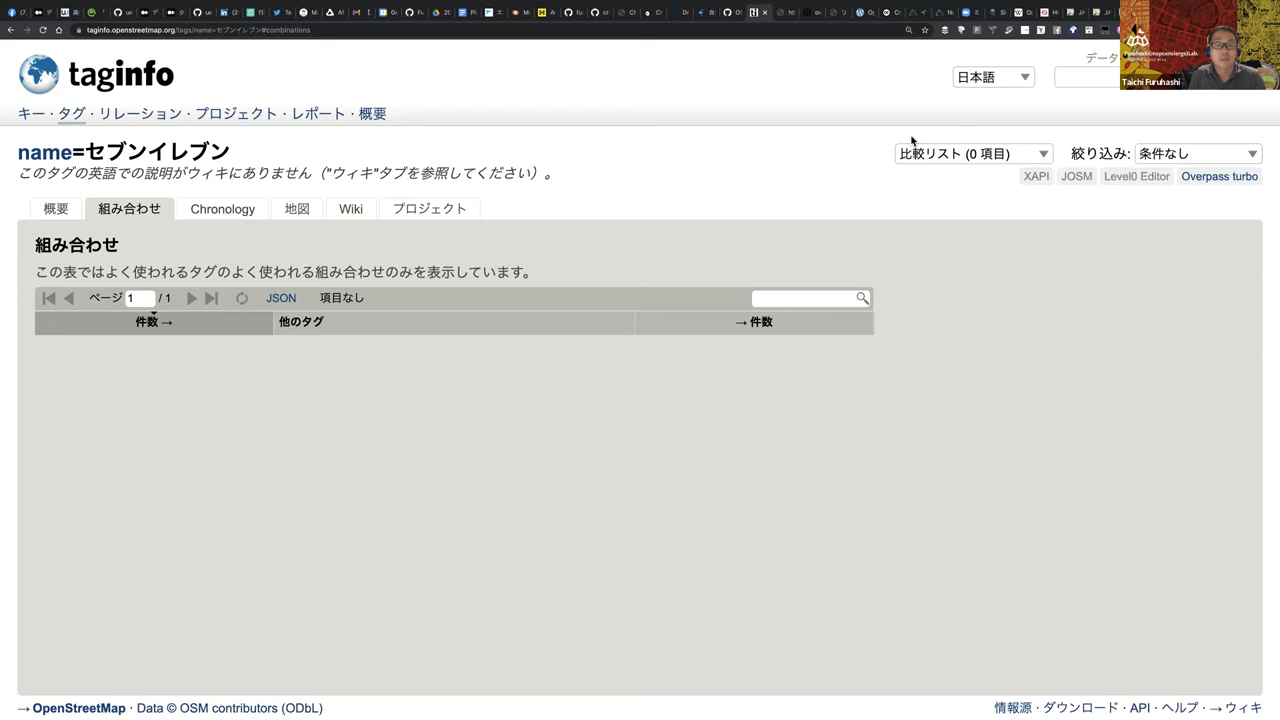 taginfo.openstreetmap.org/tags/name=セブンイレブン#combinations
taginfo
データ
日本語
キー · タグ · リレーション · プロジェクト · レポート · 概要
Furuhashi(mapconcierge)Lab.
Taichi Furuhashi
name=セブンイレブン
比較リスト (0 項目)
絞り込み: 条件なし
このタグの英語での説明がウィキにありません（"ウィキ"タブを参照してください）。
XAPI JOSM Level0 Editor Overpass turbo
概要 組み合わせ Chronology 地図 Wiki プロジェクト
組み合わせ
この表ではよく使われるタグのよく使われる組み合わせのみを表示しています。
ページ 1 / 1 JSON 項目なし
件数 → 他のタグ → 件数
→ OpenStreetMap · Data © OSM contributors (ODbL)
情報源 · ダウンロード · API · ヘルプ · → ウィキ